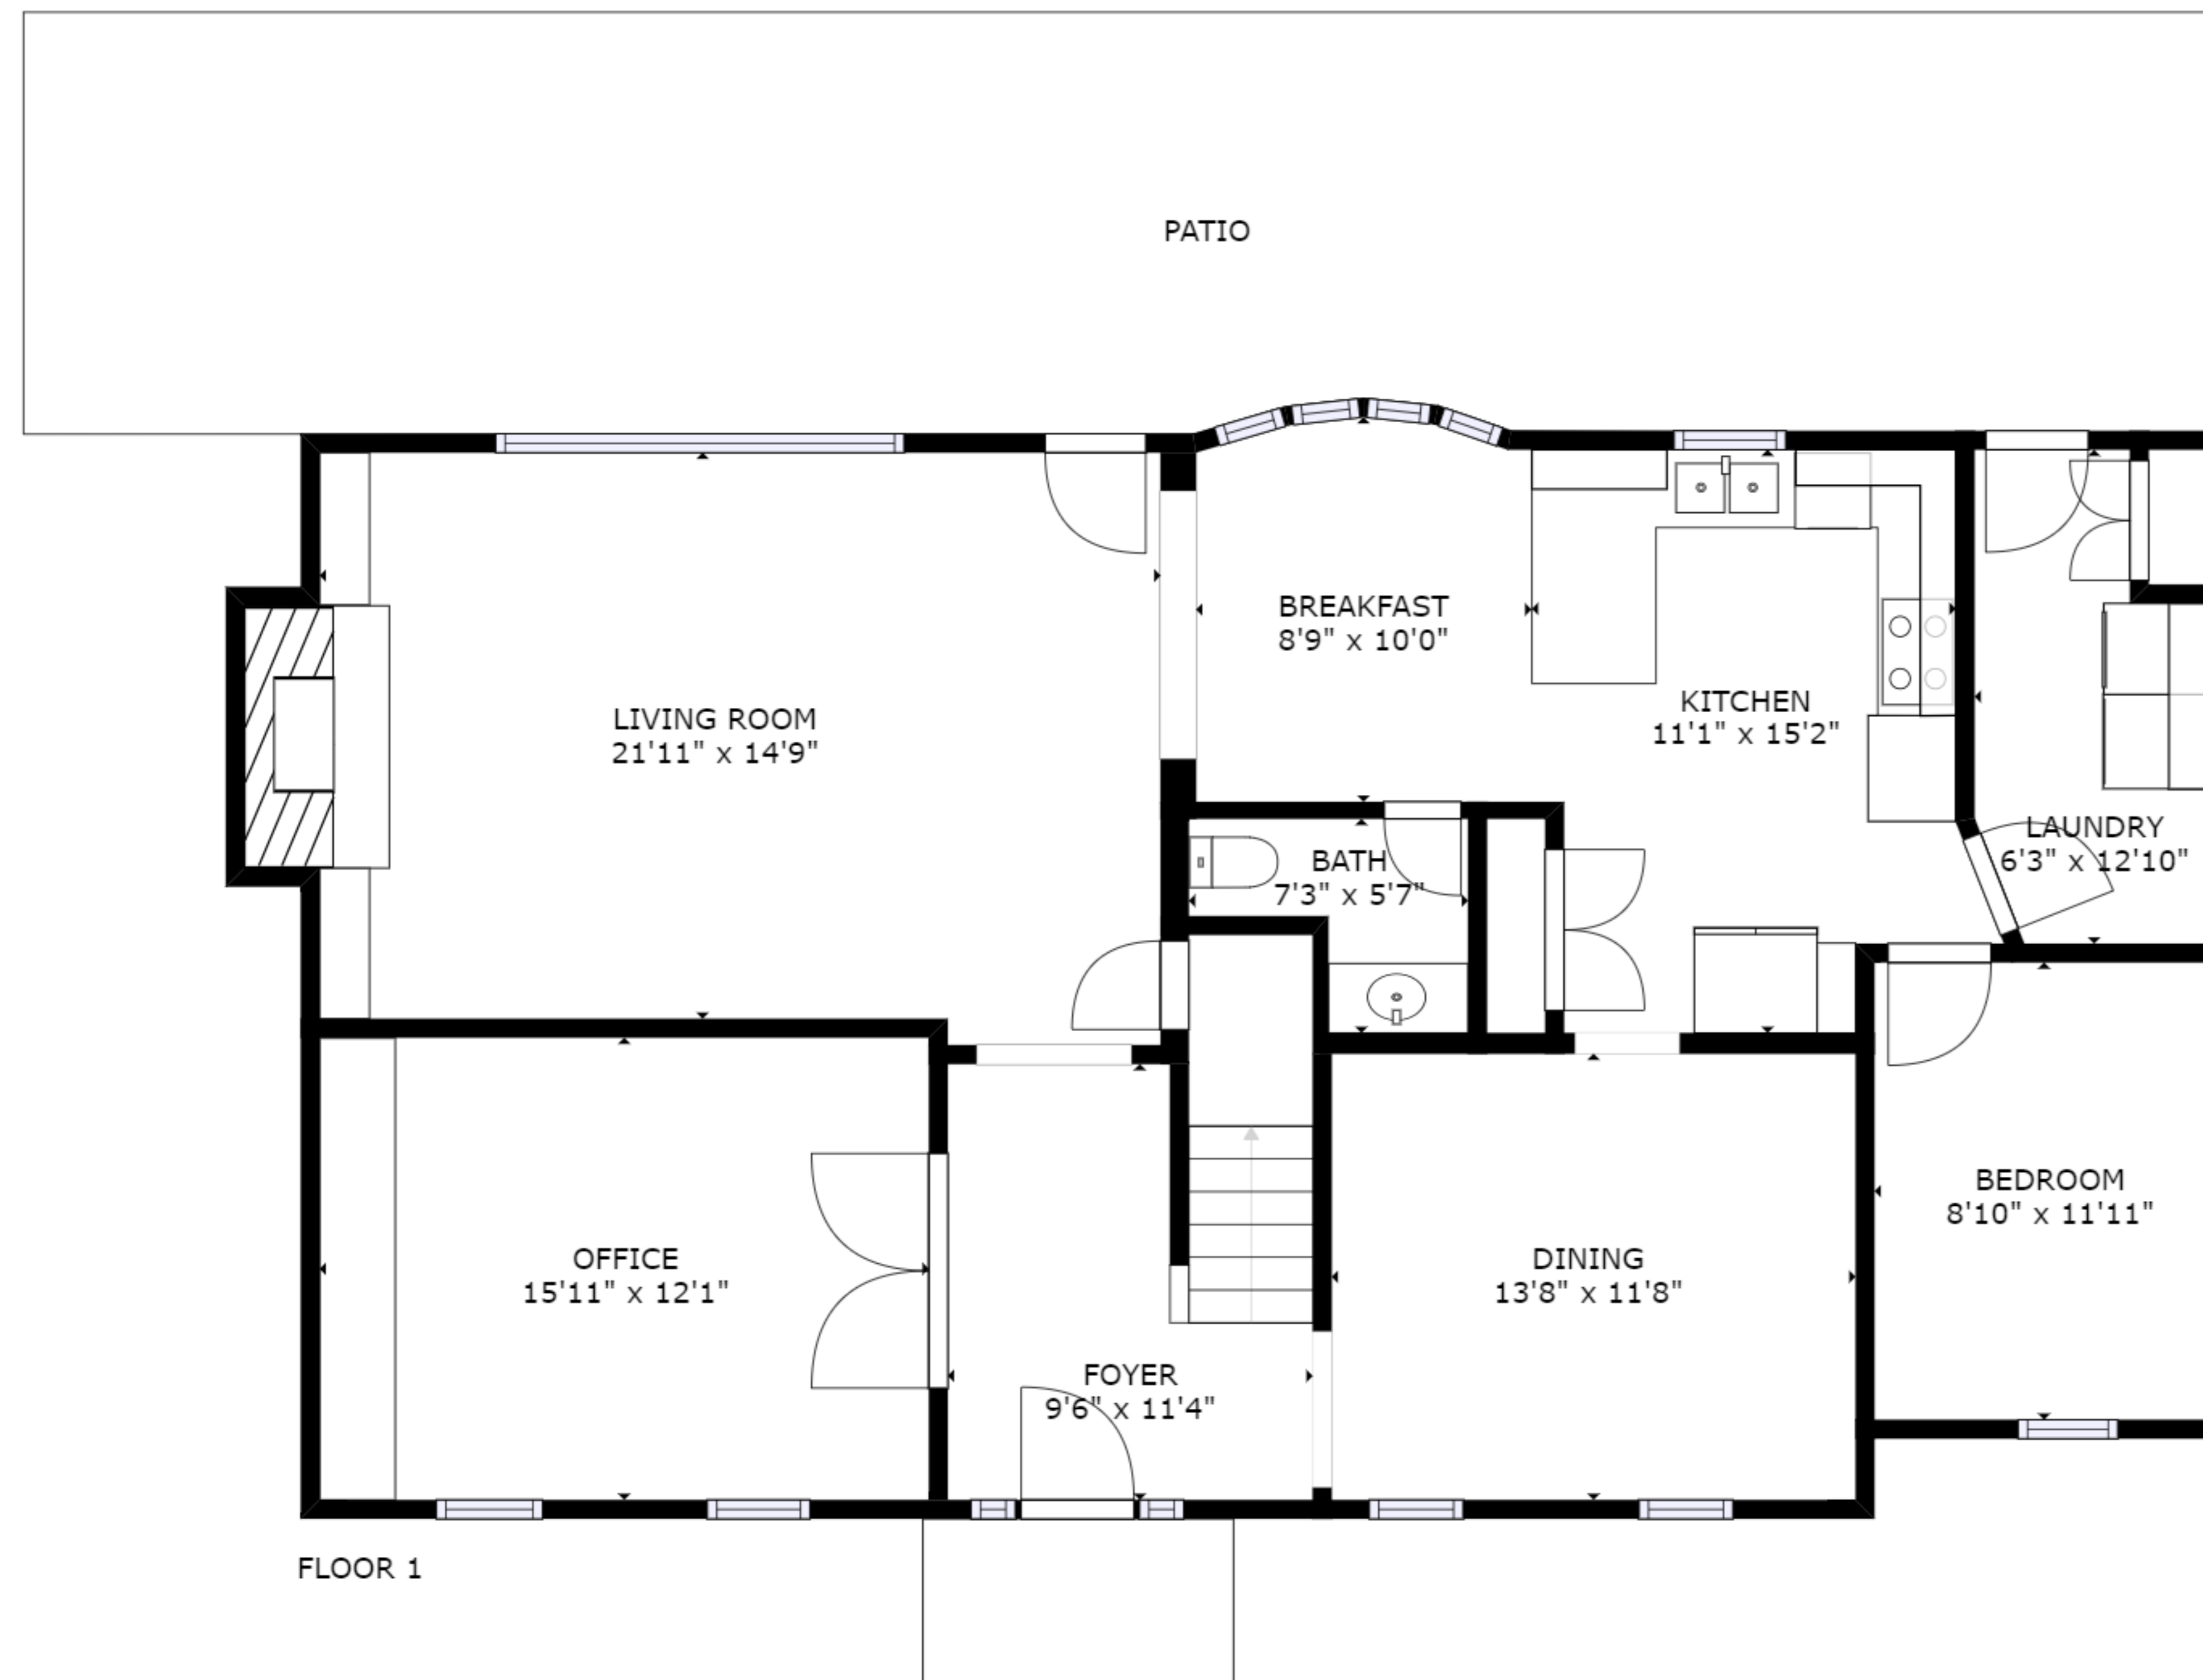 PATIO
BREAKFAST
8'9" x 10'0"
LIVING ROOM
21'11" x 14'9"
KITCHEN
11'1" x 15'2"
LAUNDRY
6'3" x 12'10"
BATH
7'3" x 5'7"
BEDROOM
8'10" x 11'11"
OFFICE
15'11" x 12'1"
DINING
13'8" x 11'8"
FOYER
9'6" x 11'4"
FLOOR 1